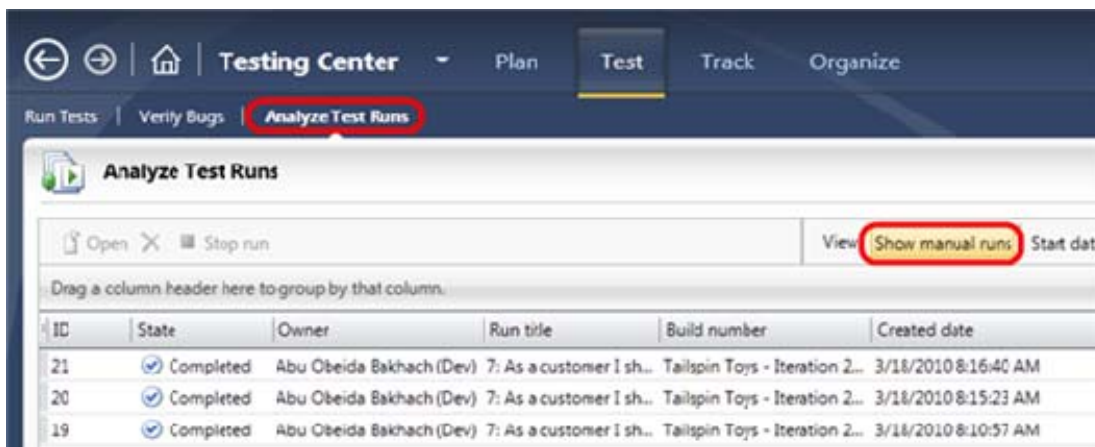 Testing Center Plan Test Track Organize
Run Tests | Verify Bugs | Analyze Test Runs
Analyze Test Runs
Open Stop run View Show manual runs Start dat
Drag a column header here to group by that column.
ID State Owner Run title Build number Created date
21 Completed Abu Obeida Bakhach (Dev) 7: As a customer I sh... Tailspin Toys - Iteration 2... 3/18/2010 8:16:40 AM
20 Completed Abu Obeida Bakhach (Dev) 7: As a customer I sh... Tailspin Toys - Iteration 2... 3/18/2010 8:15:23 AM
19 Completed Abu Obeida Bakhach (Dev) 7: As a customer I sh... Tailspin Toys - Iteration 2... 3/18/2010 8:10:57 AM